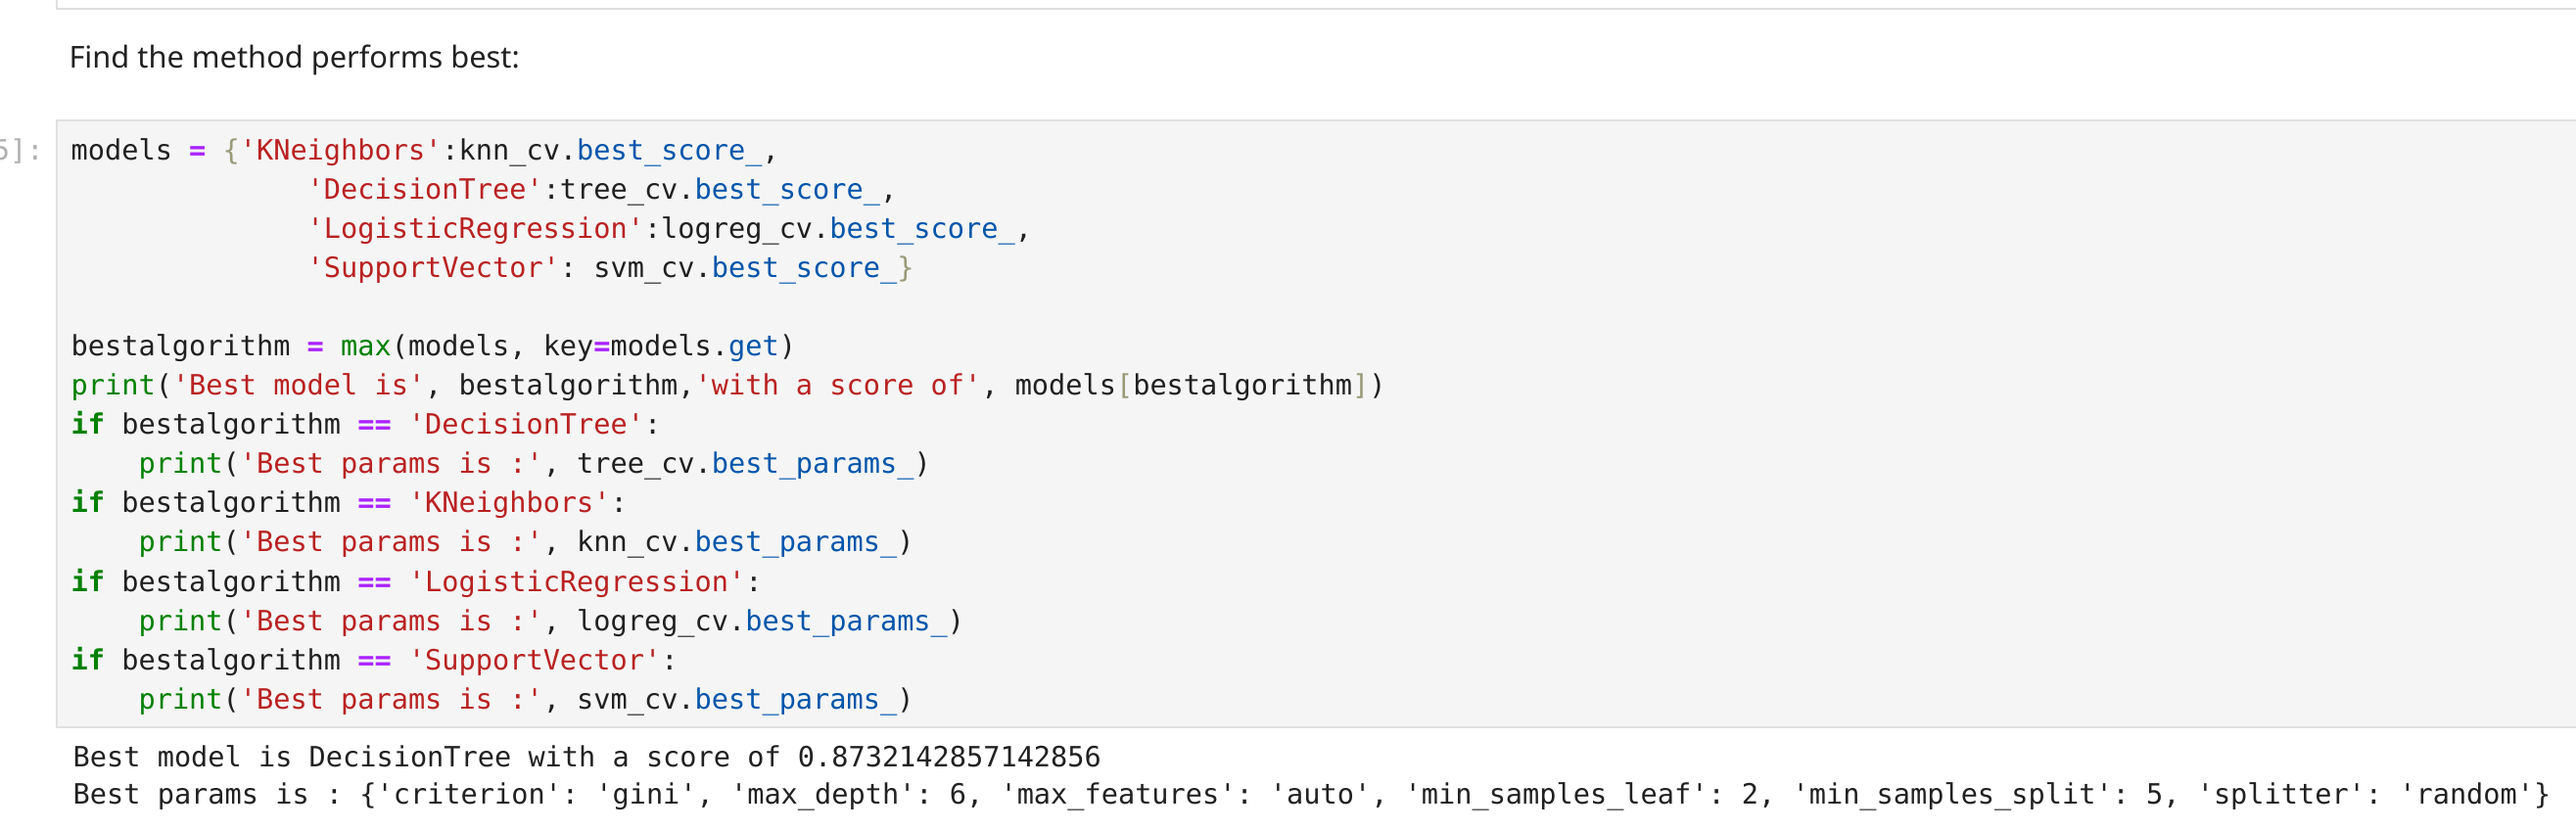 Find the method performs best:
5]:
models = {'KNeighbors':knn_cv.best_score_,
              'DecisionTree':tree_cv.best_score_,
              'LogisticRegression':logreg_cv.best_score_,
              'SupportVector': svm_cv.best_score_}

bestalgorithm = max(models, key=models.get)
print('Best model is', bestalgorithm,'with a score of', models[bestalgorithm])
if bestalgorithm == 'DecisionTree':
    print('Best params is :', tree_cv.best_params_)
if bestalgorithm == 'KNeighbors':
    print('Best params is :', knn_cv.best_params_)
if bestalgorithm == 'LogisticRegression':
    print('Best params is :', logreg_cv.best_params_)
if bestalgorithm == 'SupportVector':
    print('Best params is :', svm_cv.best_params_)
Best model is DecisionTree with a score of 0.8732142857142856
Best params is : {'criterion': 'gini', 'max_depth': 6, 'max_features': 'auto', 'min_samples_leaf': 2, 'min_samples_split': 5, 'splitter': 'random'}